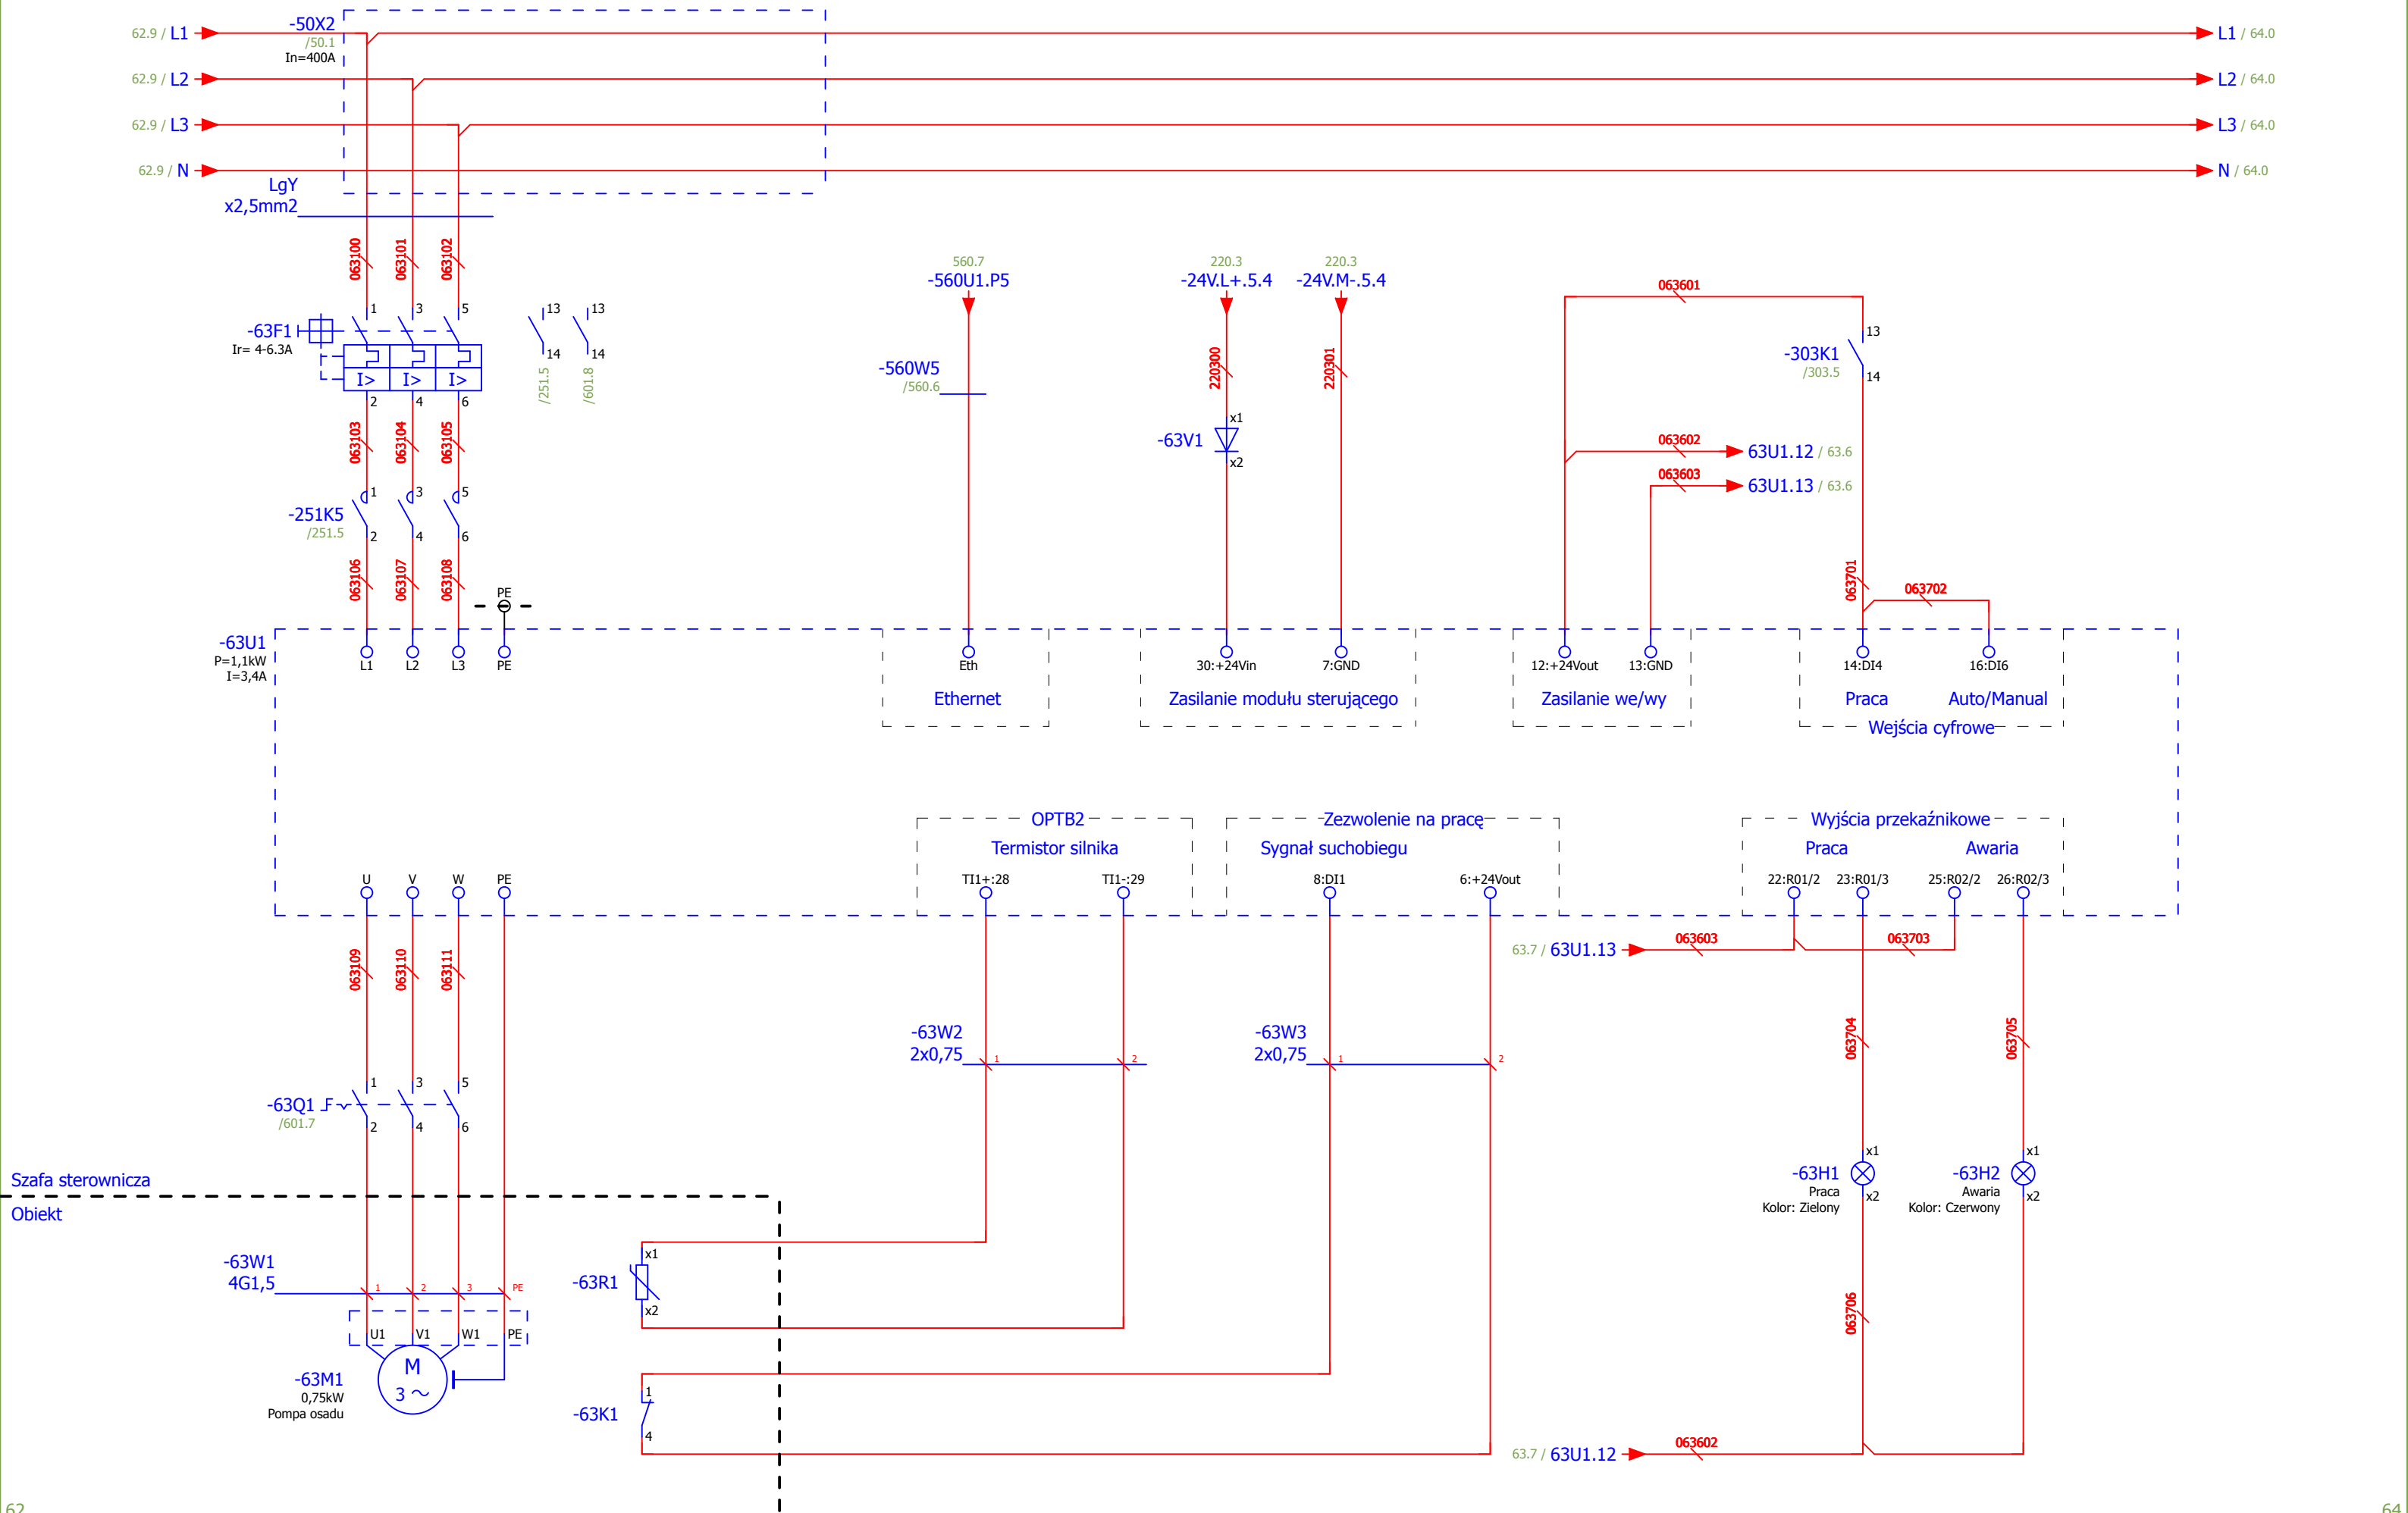 62.9 / L1
-50X2
/50.1
In=400A
L1 / 64.0
62.9 / L2
L2 / 64.0
62.9 / L3
L3 / 64.0
62.9 / N
N / 64.0
LgY
x2,5mm2
063100
063101
063102
560.7
-560U1.P5
220.3
-24V.L+.5.4
220.3
-24V.M-.5.4
063601
-63F1
Ir= 4-6.3A
1
3
5
I>
I>
I>
2
4
6
13
14
/251.5
13
14
/601.8
-560W5
/560.6
220300
220301
-303K1
/303.5
13
14
063103
063104
063105
-63V1
x1
x2
063602
63U1.12 / 63.6
063603
63U1.13 / 63.6
-251K5
/251.5
1
3
5
2
4
6
063106
063107
063108
PE
063701
063702
-63U1
P=1,1kW
I=3,4A
L1
L2
L3
PE
Eth
Ethernet
30:+24Vin
7:GND
Zasilanie modułu sterującego
12:+24Vout
13:GND
Zasilanie we/wy
14:DI4
16:DI6
Praca
Auto/Manual
Wejścia cyfrowe
OPTB2
Termistor silnika
Zezwolenie na pracę
Sygnał suchobiegu
Wyjścia przekaźnikowe
Praca
Awaria
U
V
W
PE
TI1+:28
TI1-:29
8:DI1
6:+24Vout
22:R01/2
23:R01/3
25:R02/2
26:R02/3
063109
063110
063111
63.7 / 63U1.13
063603
063703
-63W2
2x0,75
1
2
-63W3
2x0,75
1
2
063704
063705
-63Q1
/601.7
1
3
5
2
4
6
Szafa sterownicza
Obiekt
-63H1
Praca
Kolor: Zielony
x1
x2
-63H2
Awaria
Kolor: Czerwony
x1
x2
-63W1
4G1,5
1
2
3
PE
-63R1
x1
x2
063706
U1
V1
W1
PE
M
3 ~
-63M1
0,75kW
Pompa osadu
-63K1
1
4
63.7 / 63U1.12
063602
62
64